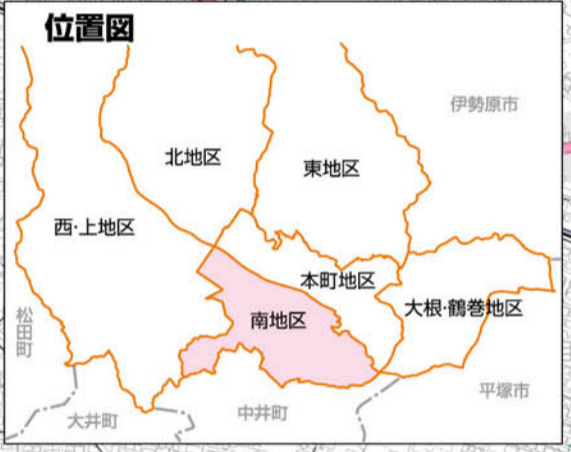 位置図
伊勢原市
北地区
東地区
西・上地区
本町地区
大根・鶴巻地区
南地区
松田町
平塚市
大井町
中井町